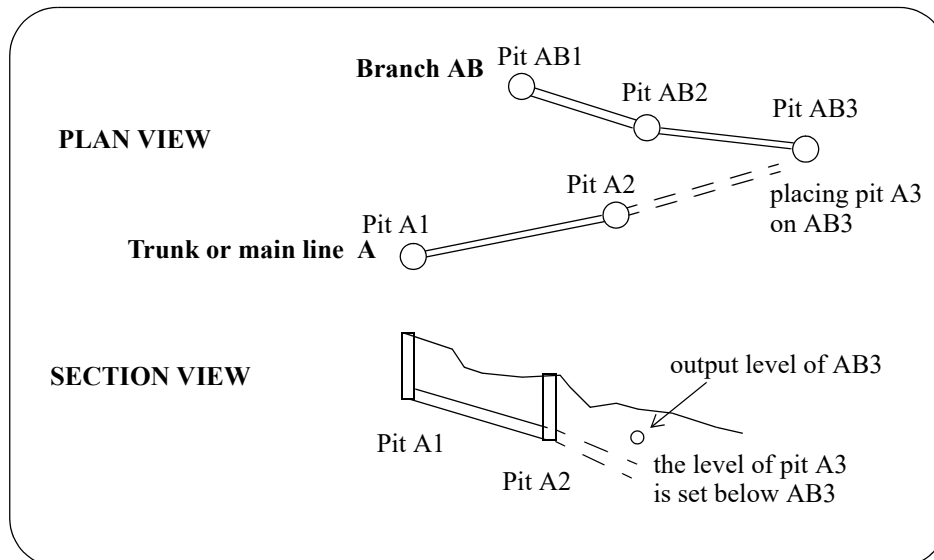 Pit AB1
Branch AB
Pit AB2
Pit AB3
PLAN VIEW
Pit A2
placing pit A3
on AB3
Pit A1
Trunk or main line A
SECTION VIEW
output level of AB3
Pit A1
Pit A2
the level of pit A3
is set below AB3